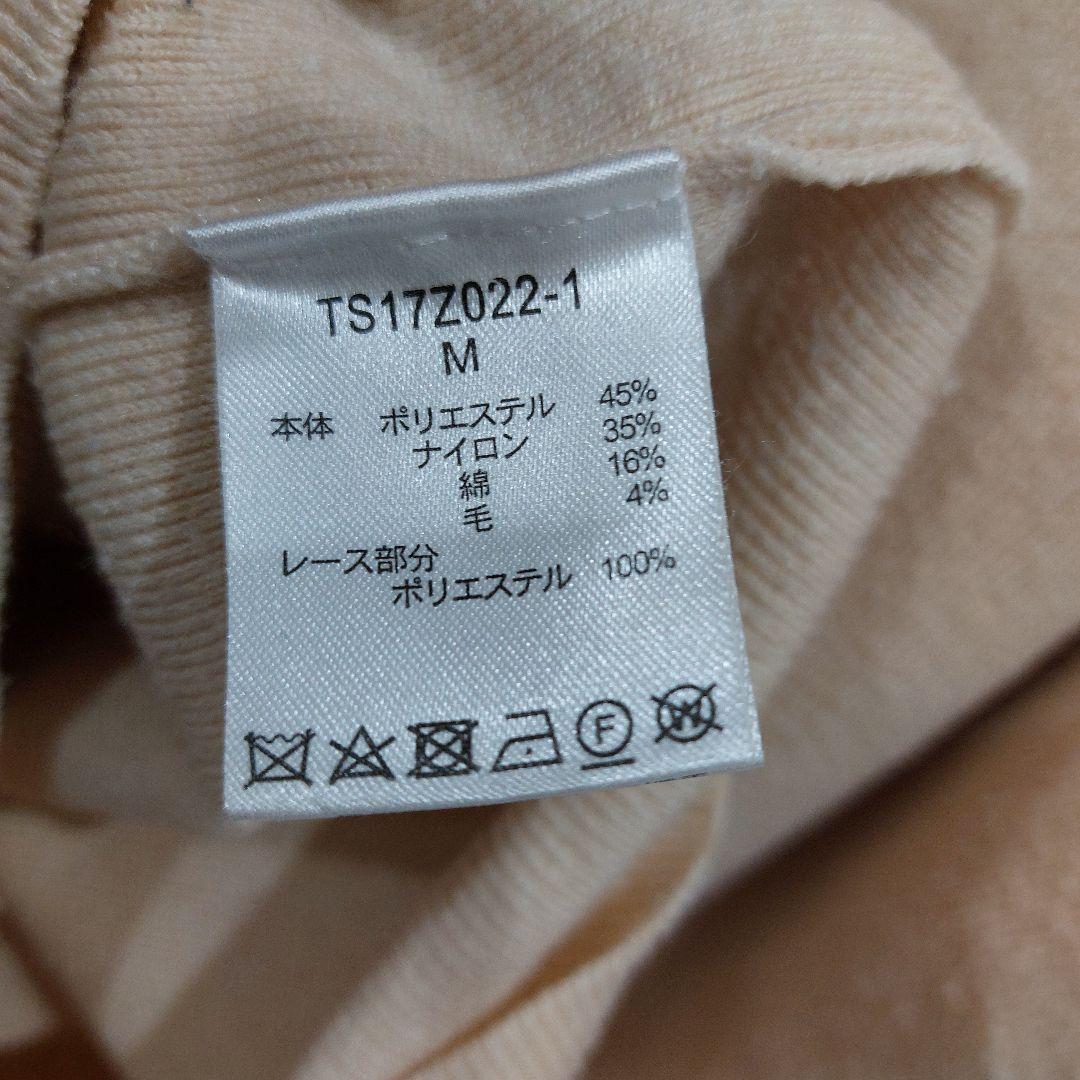 TS17Z022-1
M
本体 ポリエステル 45%
ナイロン 35%
綿 16%
毛 4%
レース部分
ポリエステル 100%
F W